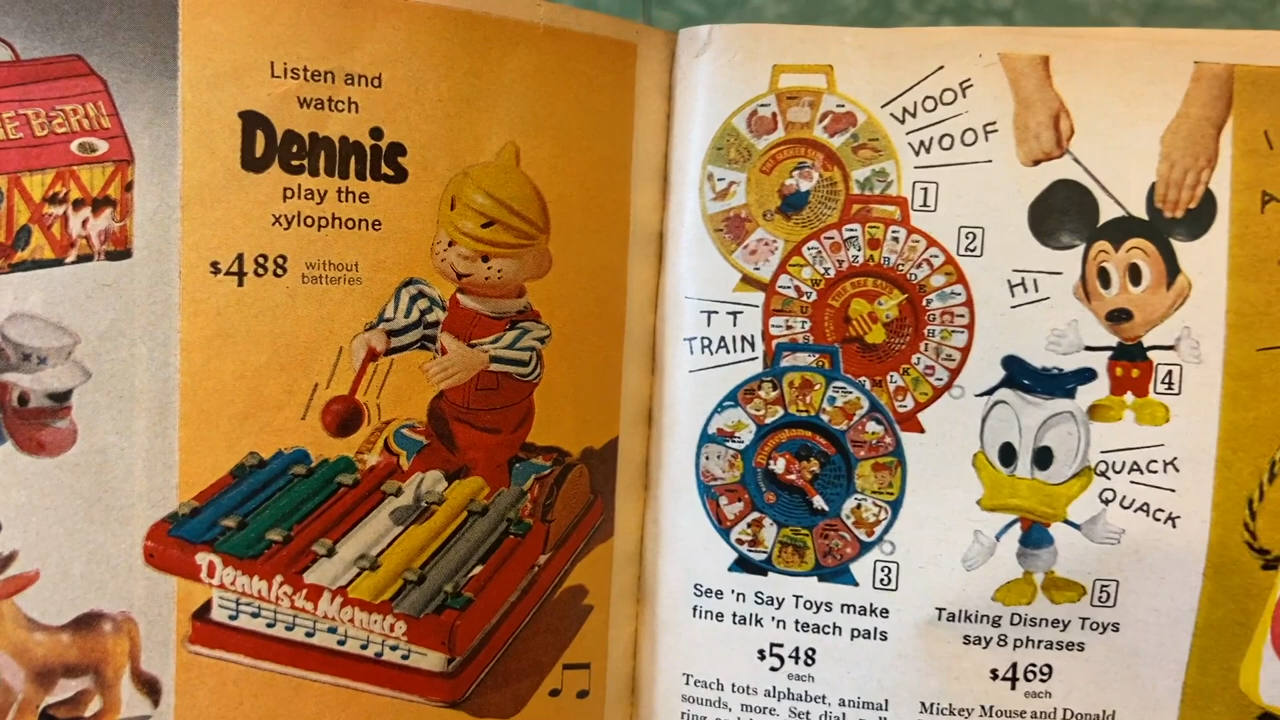 E BaRN
Listen and
watch
Dennis
play the
xylophone
$4.88 without
batteries
Dennis the Menace
WOOF
WOOF
THE FARMER SAYS
1
2
THE BEE SAYS
X Y Z A B C D E F G H I J K L M N
T U V W
TT
TRAIN
HI
4
Disneyland
3
QUACK
QUACK
5
See 'n Say Toys make
fine talk 'n teach pals
$5.48
each
Teach tots alphabet, animal
sounds, more. Set dial,
Talking Disney Toys
say 8 phrases
$4.69
each
Mickey Mouse and Donald